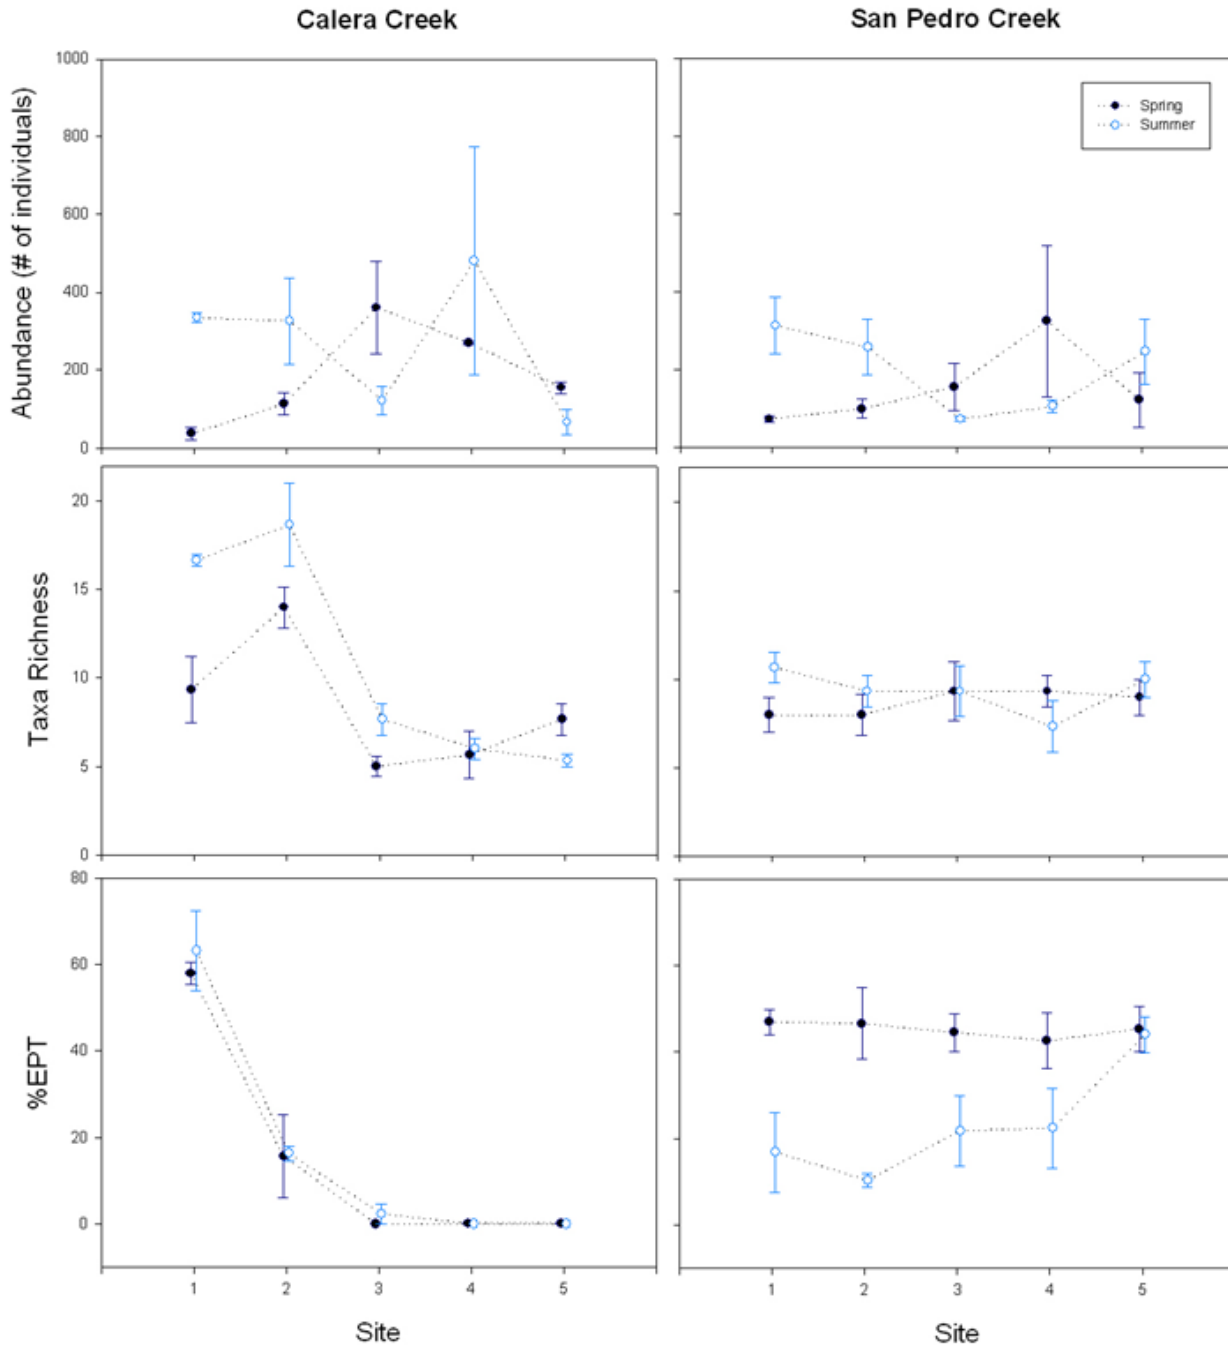 Calera Creek
San Pedro Creek
Abundance (# of individuals)
1000
800
600
400
200
0
Spring
Summer
Taxa Richness
20
15
10
5
0
%EPT
80
60
40
20
0
1 2 3 4 5
1 2 3 4 5
Site
Site